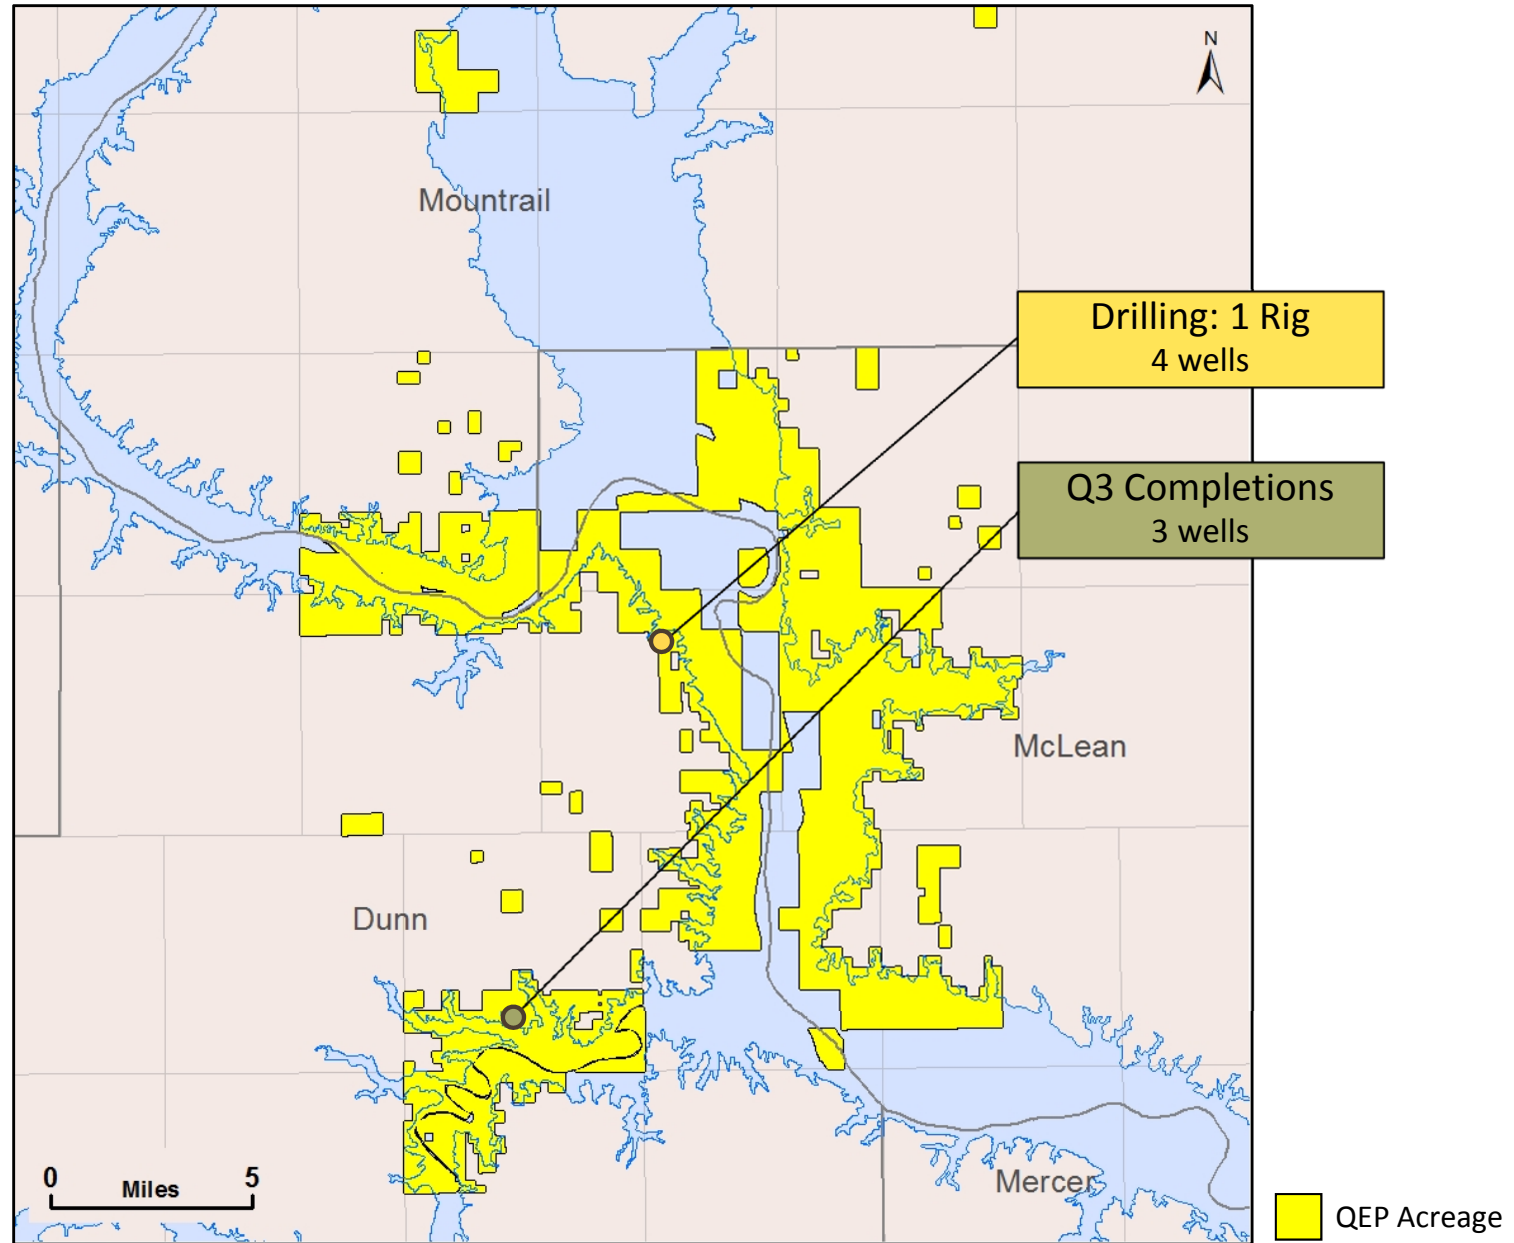 N
Mountrail
Drilling: 1 Rig
4 wells
Q3 Completions
3 wells
McLean
Dunn
0 5
Miles
Mercer
QEP Acreage